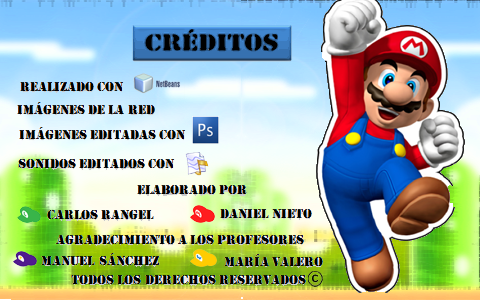 CRÉDITOS
REALIZADO CON NetBeans
IMÁGENES DE LA RED
IMÁGENES EDITADAS CON Ps
SONIDOS EDITADOS CON
ELABORADO POR
CARLOS RANGEL DANIEL NIETO
AGRADECIMIENTO A LOS PROFESORES
MANUEL SÁNCHEZ MARÍA VALERO
TODOS LOS DERECHOS RESERVADOS ©
M